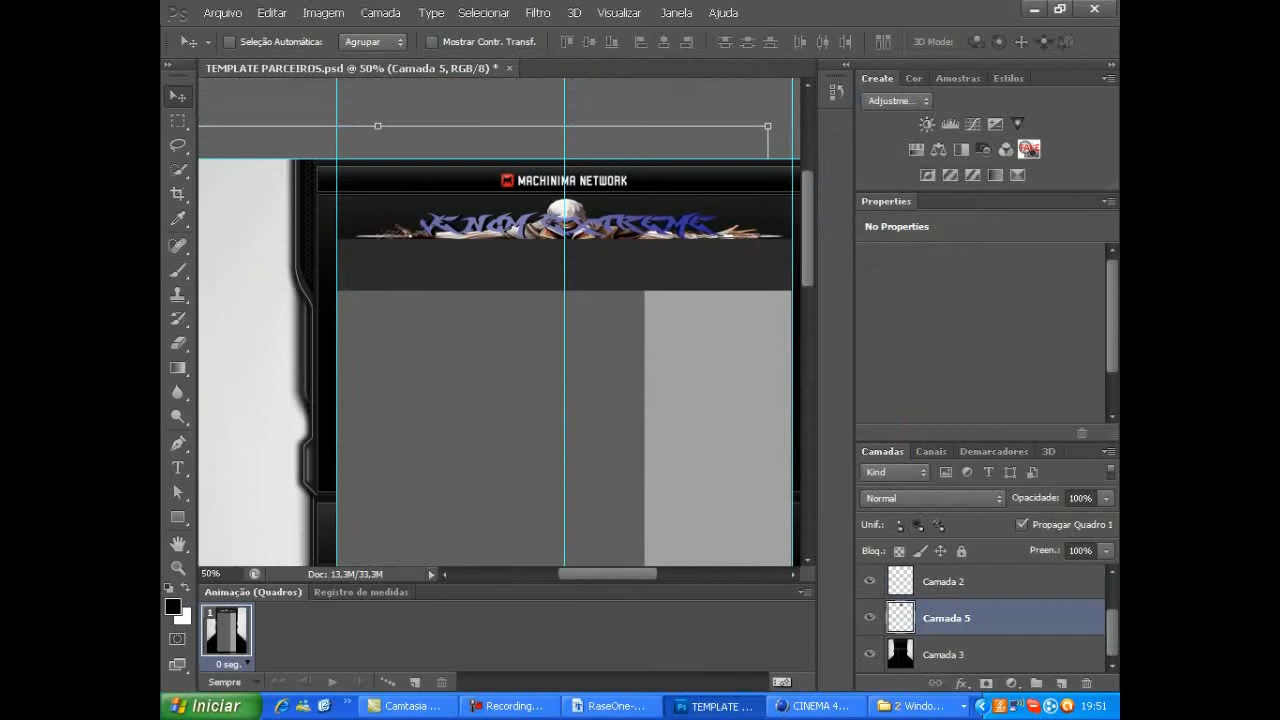 Ps Arquivo Editar Imagem Camada Type Selecionar Filtro 3D Visualizar Janela Ajuda
Seleção Automática: Agrupar Mostrar Contr. Transf. 3D Mode:
TEMPLATE PARCEIROS.psd @ 50% (Camada 5, RGB/8) * ×
Create Cor Amostras Estilos
Adjustme...
MACHINIMA NETWORK
VENOM EXTREME
Properties
No Properties
Camadas Canais Demarcadores 3D
Kind
Normal Opacidade: 100%
Unif.: Propagar Quadro 1
Bloq.: Preen.: 100%
Camada 2
Camada 5
Camada 3
50% Doc: 13,3M/33,3M
Animação (Quadros) Registro de medidas
1
0 seg.
Sempre
Iniciar Camtasia ... Recording... RaseOne-... TEMPLATE ... CINEMA 4... 2 Windo... 19:51